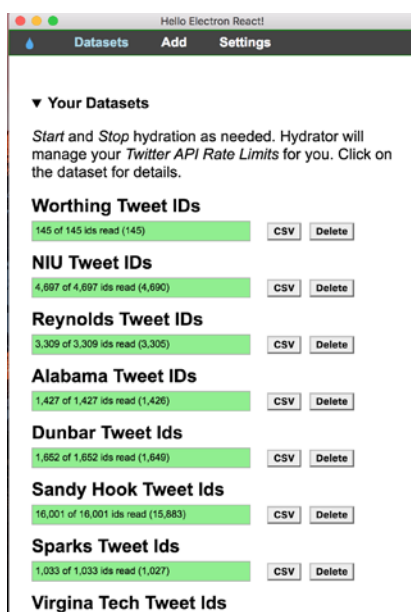 Hello Electron React!
Datasets Add Settings
▼ Your Datasets
Start and Stop hydration as needed. Hydrator will
manage your Twitter API Rate Limits for you. Click on
the dataset for details.
Worthing Tweet IDs
145 of 145 ids read (145) CSV Delete
NIU Tweet IDs
4,697 of 4,697 ids read (4,690) CSV Delete
Reynolds Tweet IDs
3,309 of 3,309 ids read (3,305) CSV Delete
Alabama Tweet IDs
1,427 of 1,427 ids read (1,426) CSV Delete
Dunbar Tweet Ids
1,652 of 1,652 ids read (1,649) CSV Delete
Sandy Hook Tweet Ids
16,001 of 16,001 ids read (15,883) CSV Delete
Sparks Tweet Ids
1,033 of 1,033 ids read (1,027) CSV Delete
Virgina Tech Tweet Ids